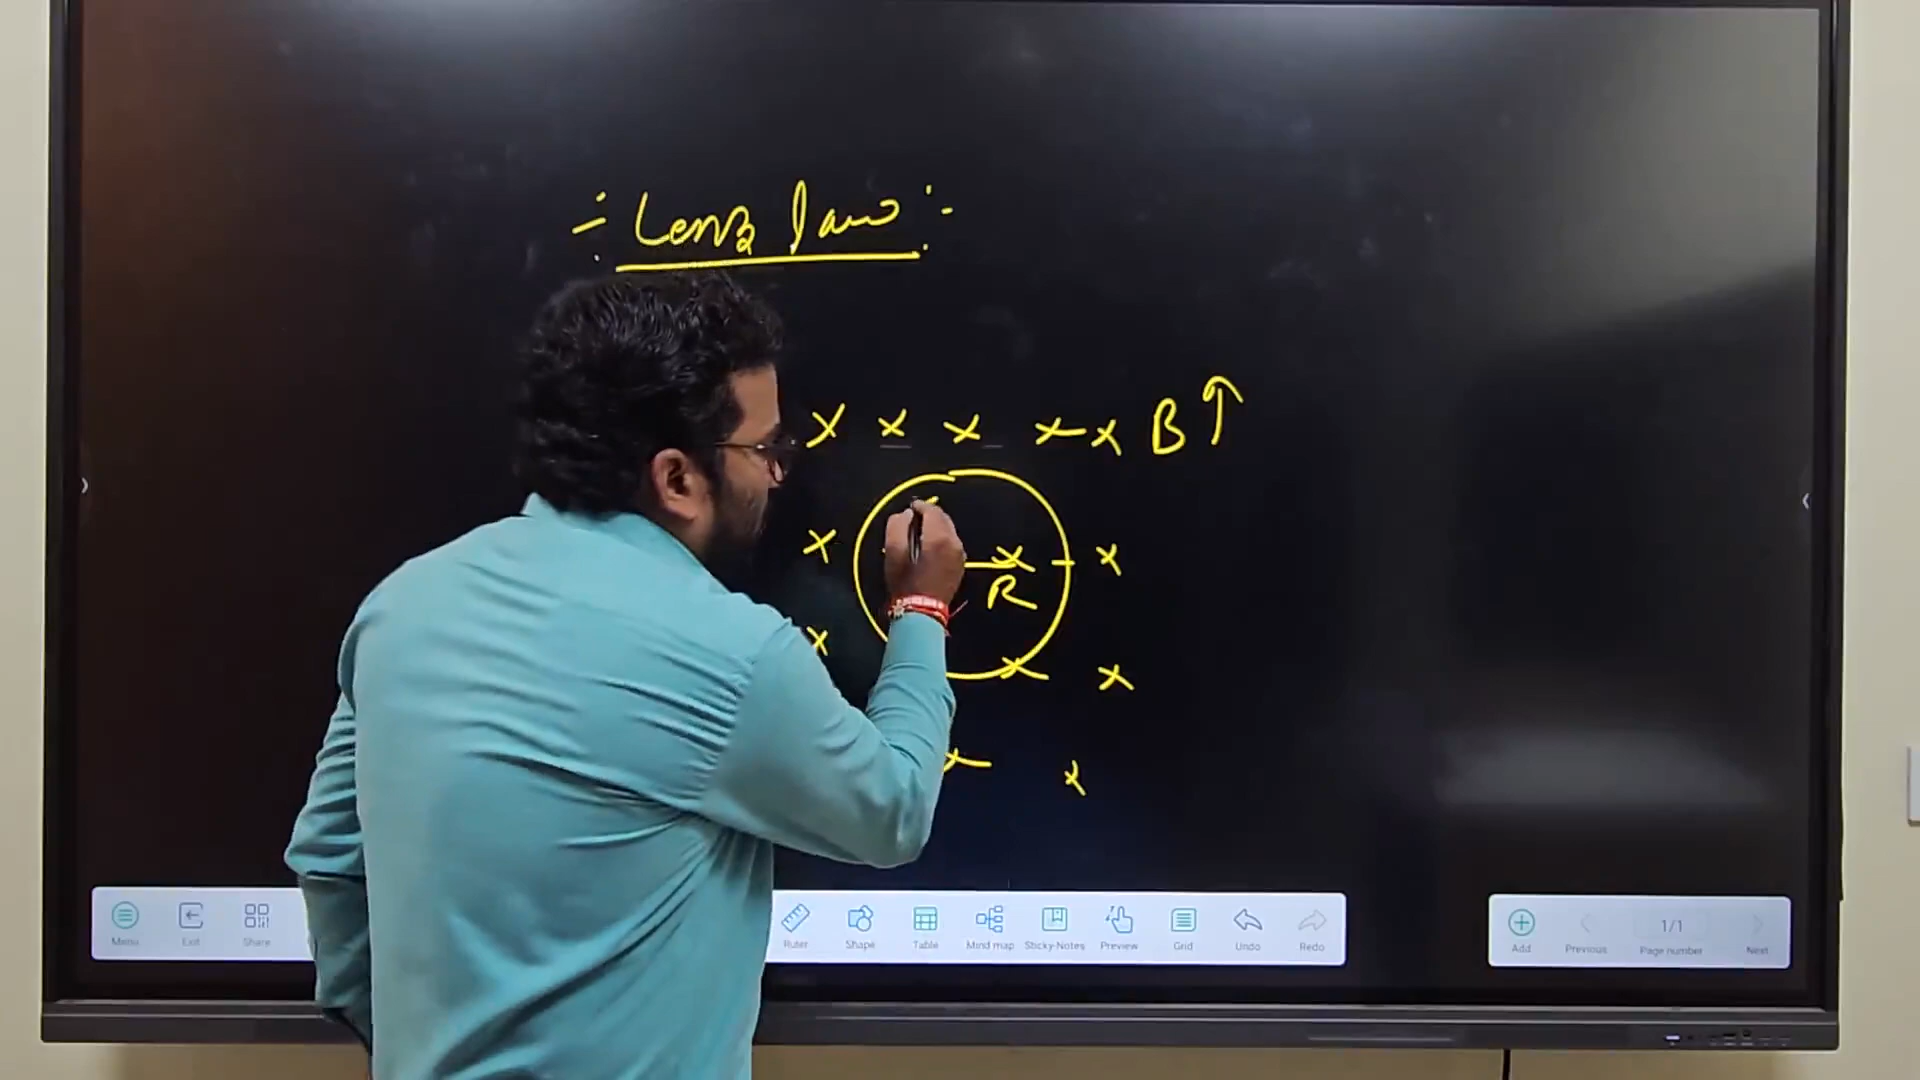 :- Lenz law :-
x x x x x B↑
x x x
R
x x x
x x
Menu Exit Share Ruler Shape Table Mind map Sticky-Notes Preview Grid Undo Redo Add Previous 1/1 Page number Next